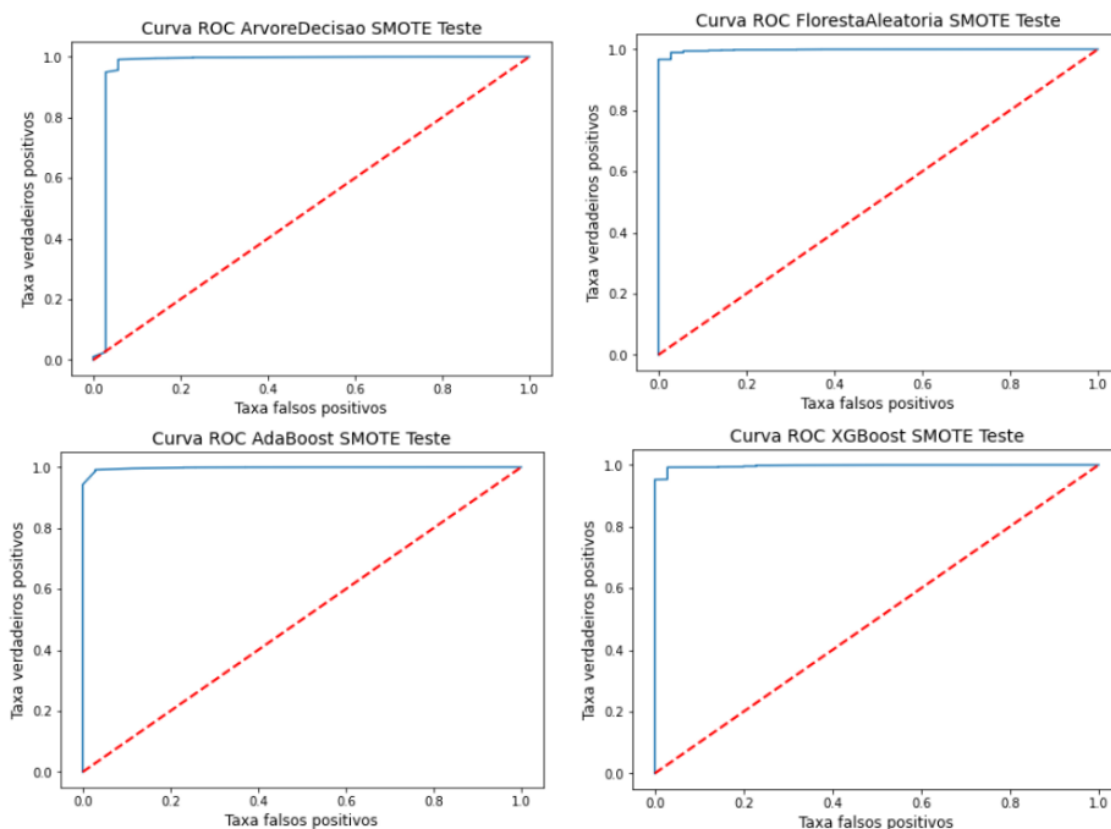 Curva ROC ArvoreDecisao SMOTE Teste
1.0
0.8
0.6
0.4
0.2
0.0
Taxa verdadeiros positivos
0.0 0.2 0.4 0.6 0.8 1.0
Taxa falsos positivos
Curva ROC FlorestaAleatoria SMOTE Teste
1.0
0.8
0.6
0.4
0.2
0.0
Taxa verdadeiros positivos
0.0 0.2 0.4 0.6 0.8 1.0
Taxa falsos positivos
Curva ROC AdaBoost SMOTE Teste
1.0
0.8
0.6
0.4
0.2
0.0
Taxa verdadeiros positivos
0.0 0.2 0.4 0.6 0.8 1.0
Taxa falsos positivos
Curva ROC XGBoost SMOTE Teste
1.0
0.8
0.6
0.4
0.2
0.0
Taxa verdadeiros positivos
0.0 0.2 0.4 0.6 0.8 1.0
Taxa falsos positivos